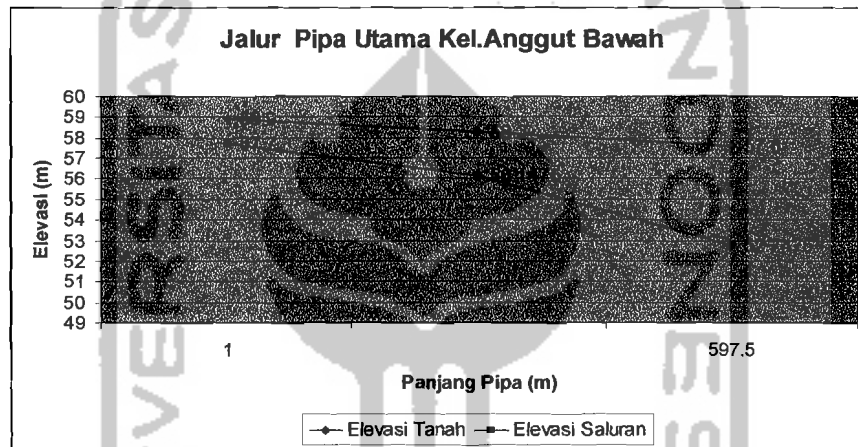 Jalur Pipa Utama Kel.Anggut Bawah
Elevasi (m)
60
59
58
57
56
55
54
53
52
51
50
49
1
597.5
Panjang Pipa (m)
Elevasi Tanah
Elevasi Saluran